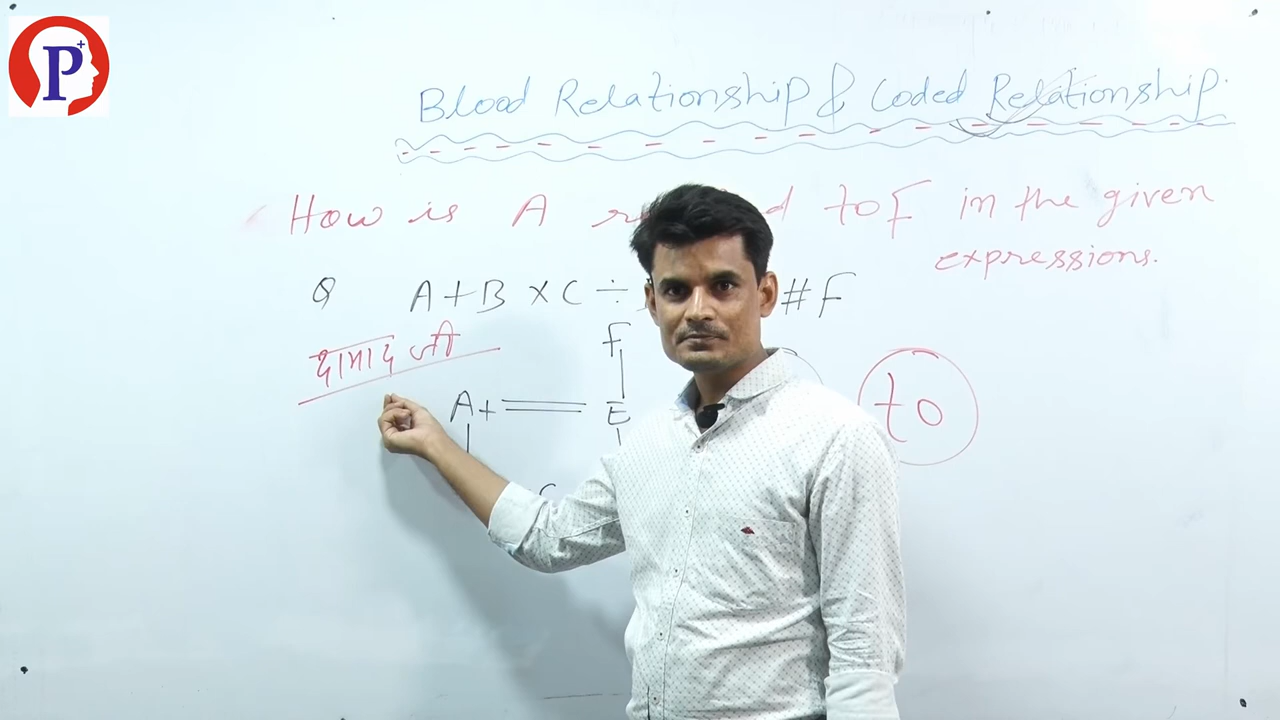 P+
Blood Relationship & Coded Relationship.
How is A to F in the given
expressions.
Q A + B × C ÷ # F
दामाद जी
F
A + E
to
C